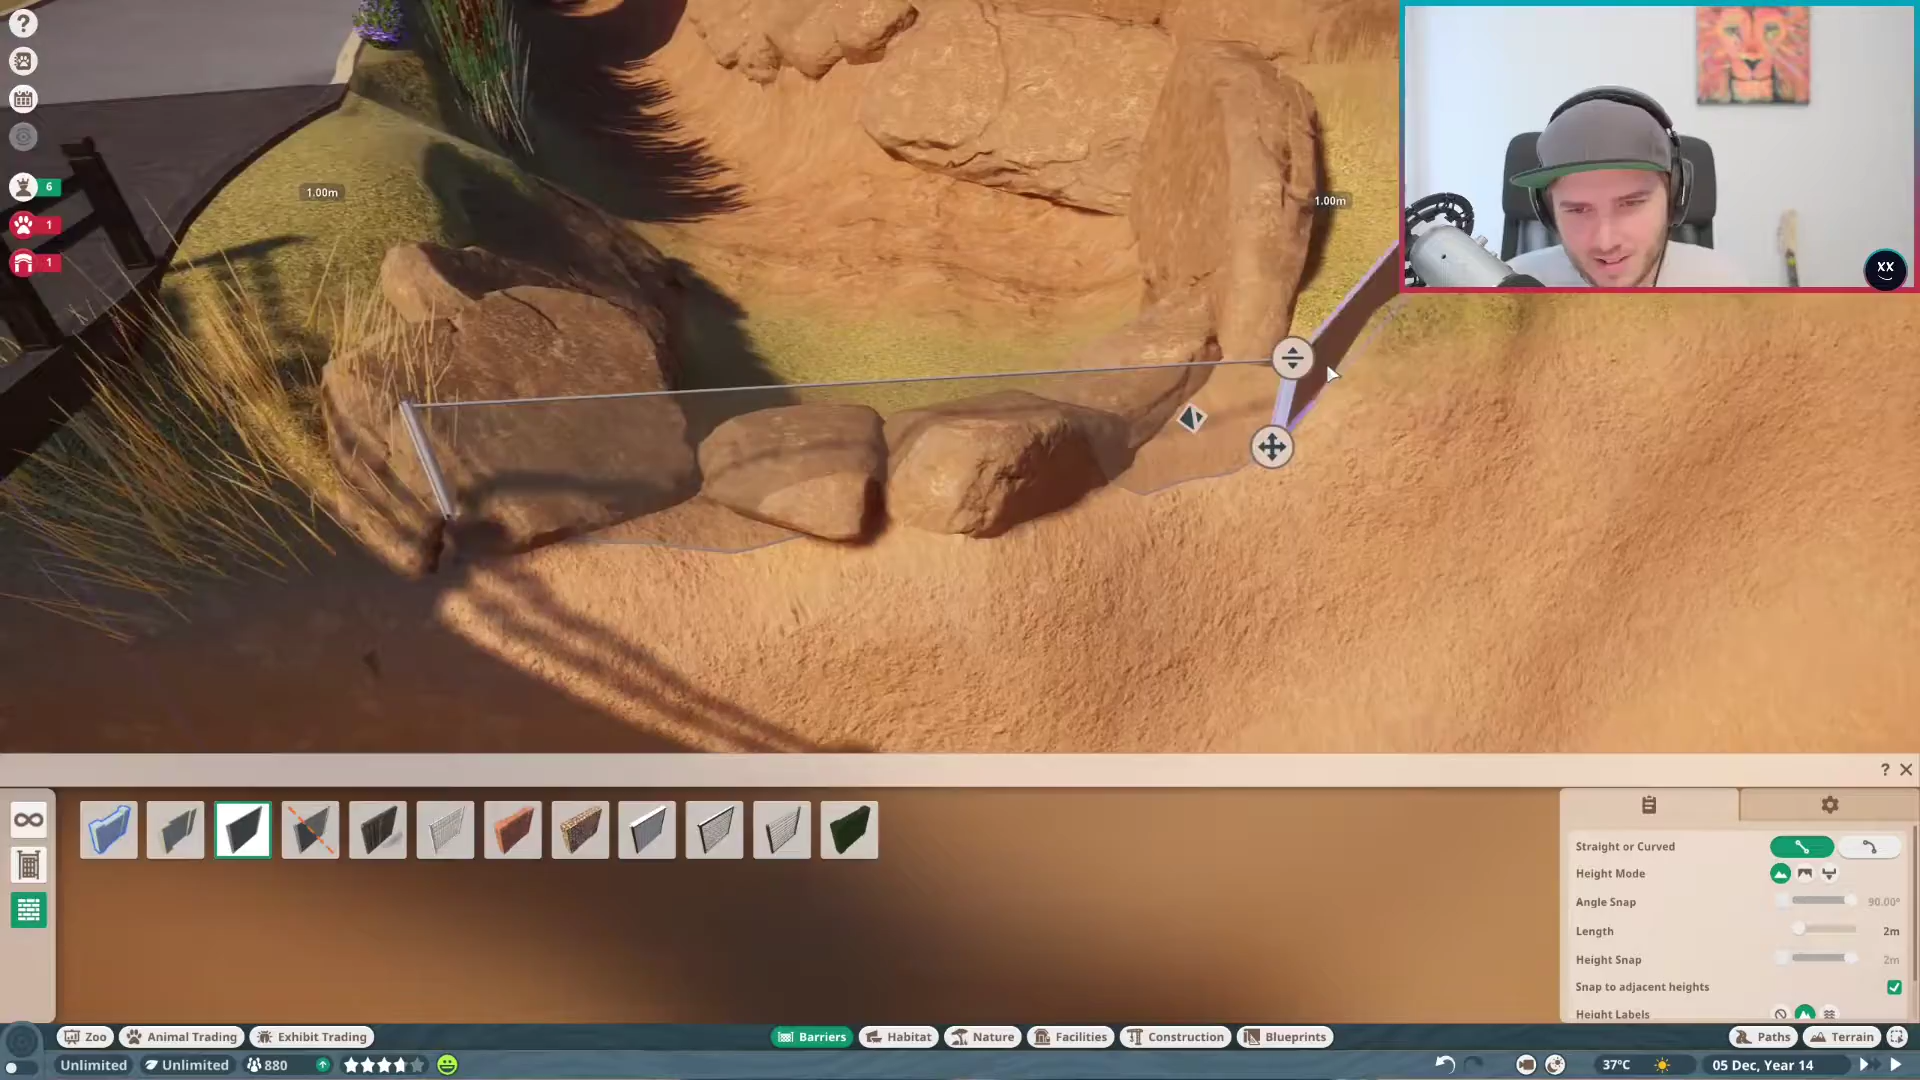 ?
6
1
1
1.00m
1.00m
XX
?
Straight or Curved
Height Mode
Angle Snap 90.00°
Length 2m
Height Snap 2m
Snap to adjacent heights
Height Labels
Zoo Animal Trading Exhibit Trading Barriers Habitat Nature Facilities Construction Blueprints Paths Terrain
Unlimited Unlimited 880 37°C 05 Dec, Year 14